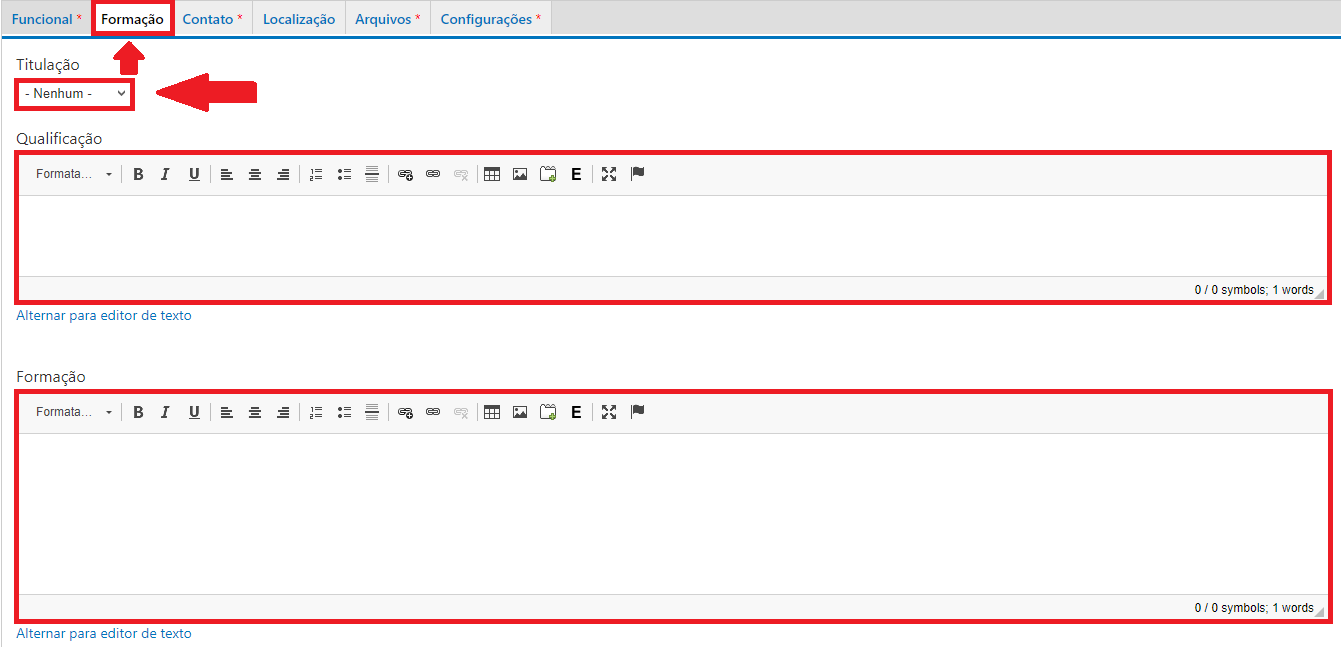 Funcional * Formação Contato * Localização Arquivos * Configurações *
Titulação
- Nenhum -
Qualificação
Formata... B I U E
0 / 0 symbols; 1 words
Alternar para editor de texto
Formação
Formata... B I U E
0 / 0 symbols; 1 words
Alternar para editor de texto